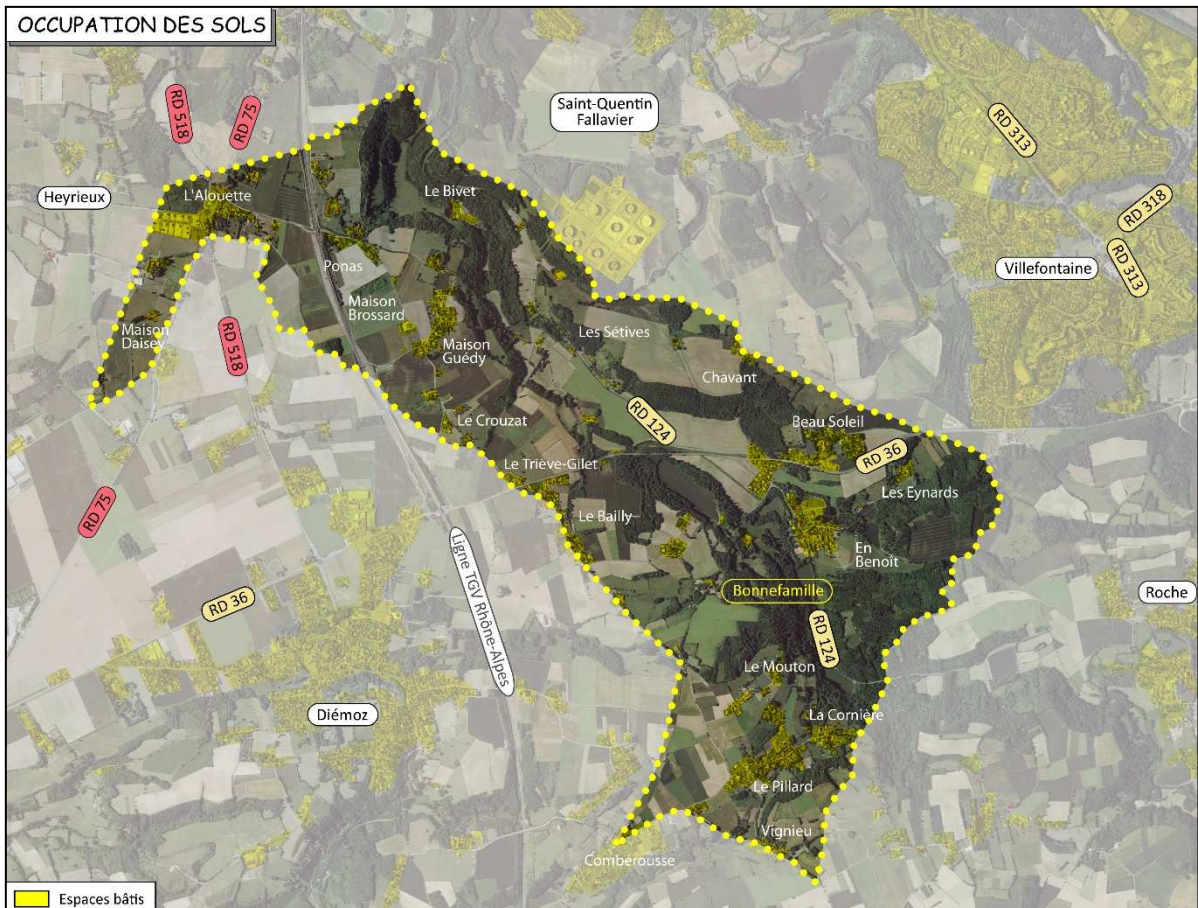 OCCUPATION DES SOLS
RD 518
RD 75
Saint-Quentin
Fallavier
RD 313
Heyrieux
L'Alouette
Le Bivet
RD 318
RD 313
Villefontaine
Ponas
Maison
Brossard
Maison
Daisey
RD 518
Maison
Guédy
Les Sétives
Chavant
Le Crouzat
RD 124
Beau Soleil
RD 36
Le Trieve-Gilet
Les Eynards
RD 75
Le Bailly
En
Benoît
Ligne TGV Rhône-Alpes
Bonnefamille
Roche
RD 36
RD 124
Le Mouton
Diémoz
La Cornière
Le Pillard
Vignieu
Comberousse
Espaces bâtis